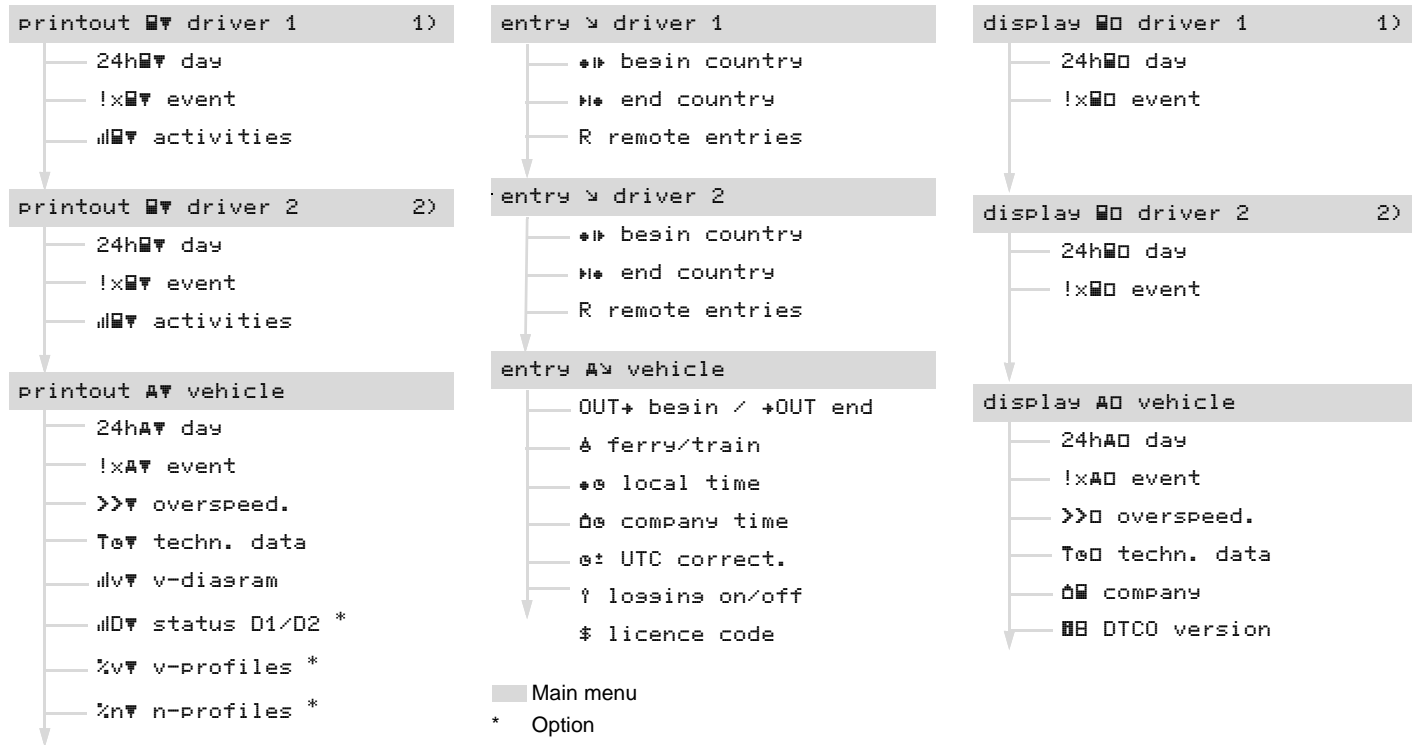 printout driver 1 1)
24h day
!x event
activities
printout driver 2 2)
24h day
!x event
activities
printout vehicle
24h day
!x event
>> overspeed.
techn. data
v v-diagram
D status D1/D2 *
%v v-profiles *
%n n-profiles *
entry driver 1
begin country
end country
R remote entries
entry driver 2
begin country
end country
R remote entries
entry vehicle
OUT→ begin / →OUT end
ferry/train
local time
company time
UTC correct.
logging on/off
$ licence code
Main menu
* Option
display driver 1 1)
24h day
!x event
display driver 2 2)
24h day
!x event
display vehicle
24h day
!x event
>> overspeed.
techn. data
company
DTCO version